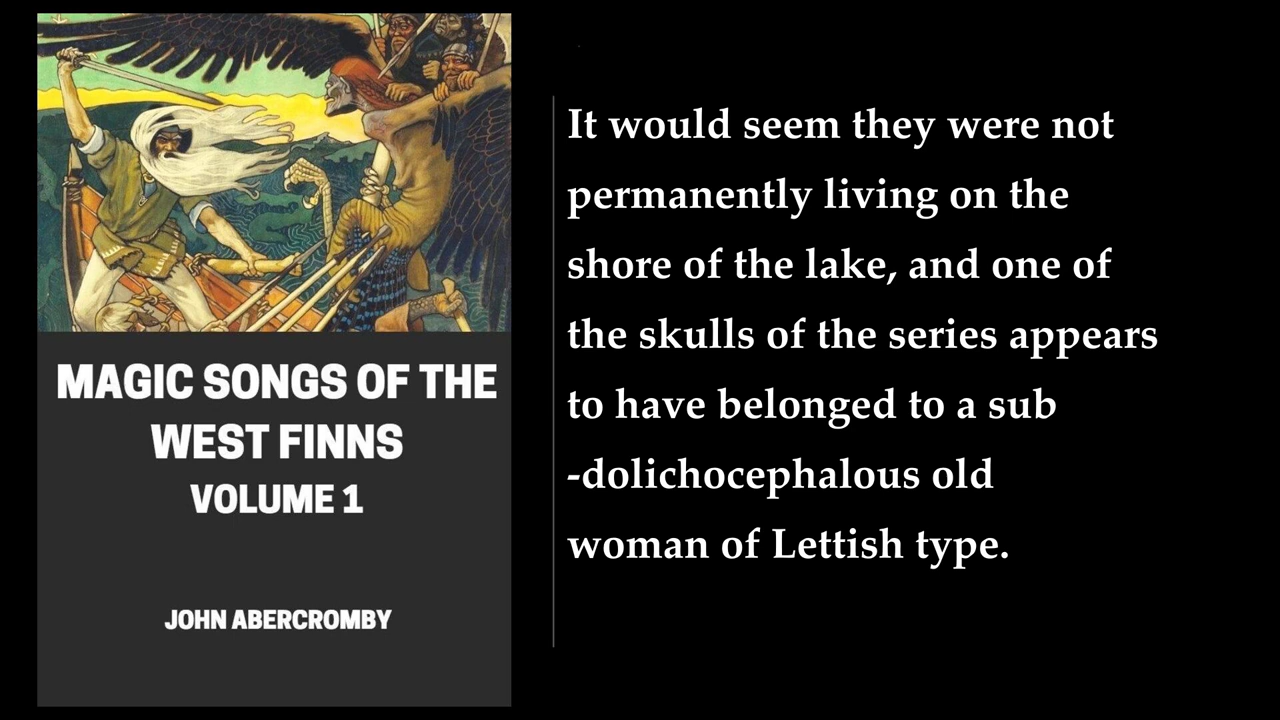 MAGIC SONGS OF THE
WEST FINNS
VOLUME 1
JOHN ABERCROMBY
It would seem they were not
permanently living on the
shore of the lake, and one of
the skulls of the series appears
to have belonged to a sub
-dolichocephalous old
woman of Lettish type.